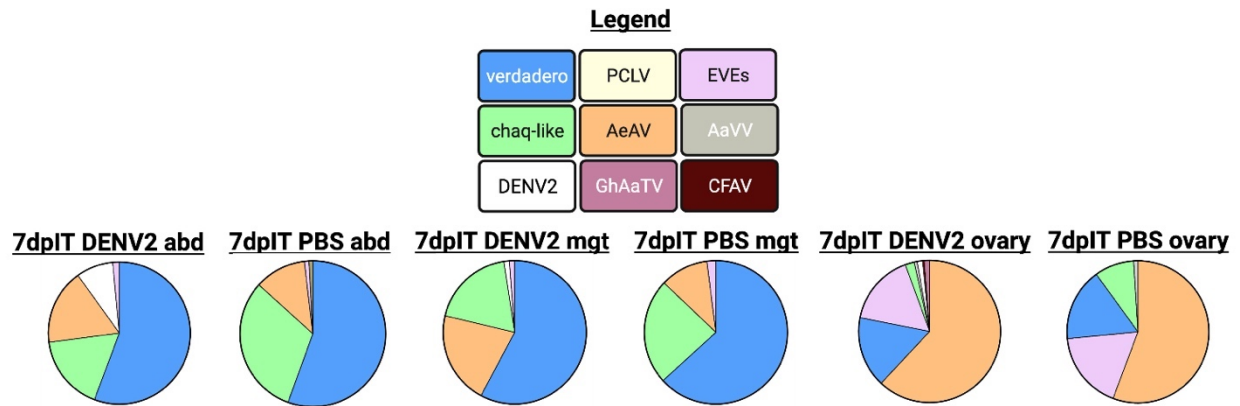 Legend
verdadero PCLV EVEs
chaq-like AeAV AaVV
DENV2 GhAaTV CFAV
7dpIT DENV2 abd 7dpIT PBS abd 7dpIT DENV2 mgt 7dpIT PBS mgt 7dpIT DENV2 ovary 7dpIT PBS ovary